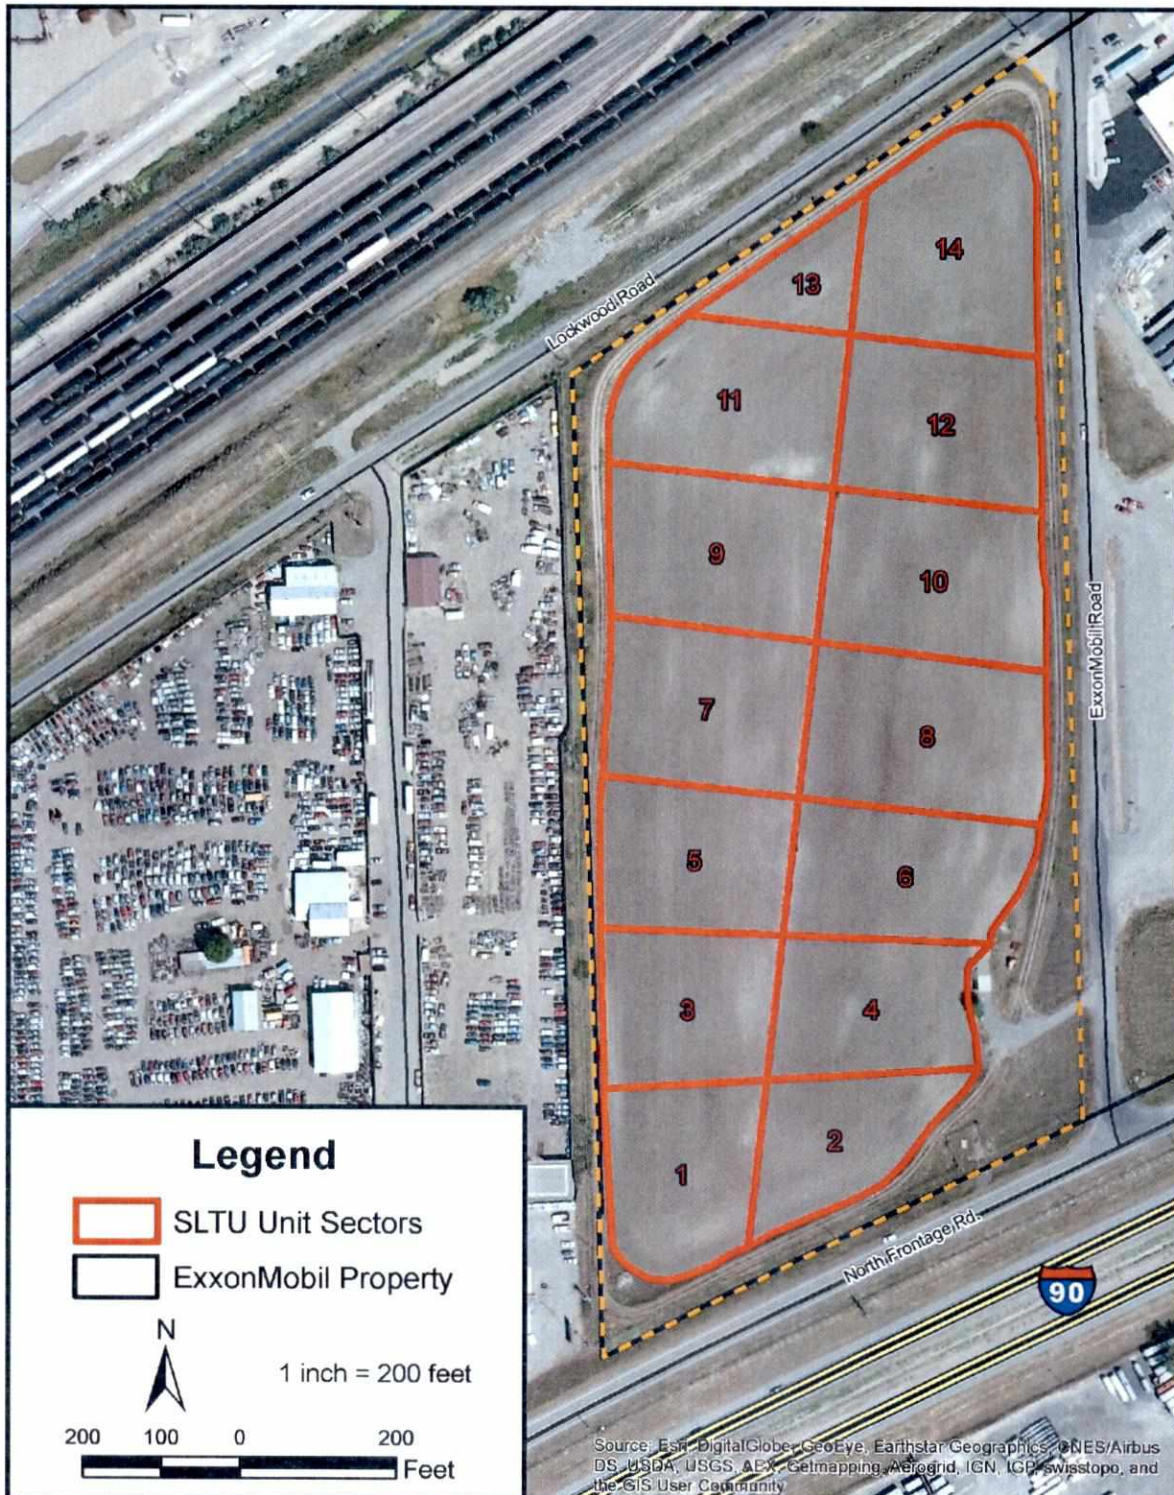 14
13
Lockwood Road
11
12
9
10
ExxonMobil Road
7
8
5
6
3
4
2
1
North Frontage Rd.
90
Legend
SLTU Unit Sectors
ExxonMobil Property
N
1 inch = 200 feet
200 100 0 200
Feet
Source: Esri, DigitalGlobe, GeoEye, Earthstar Geographics, CNES/Airbus
DS, USDA, USGS, AEX, Getmapping, Aerogrid, IGN, IGP, swisstopo, and
the GIS User Community